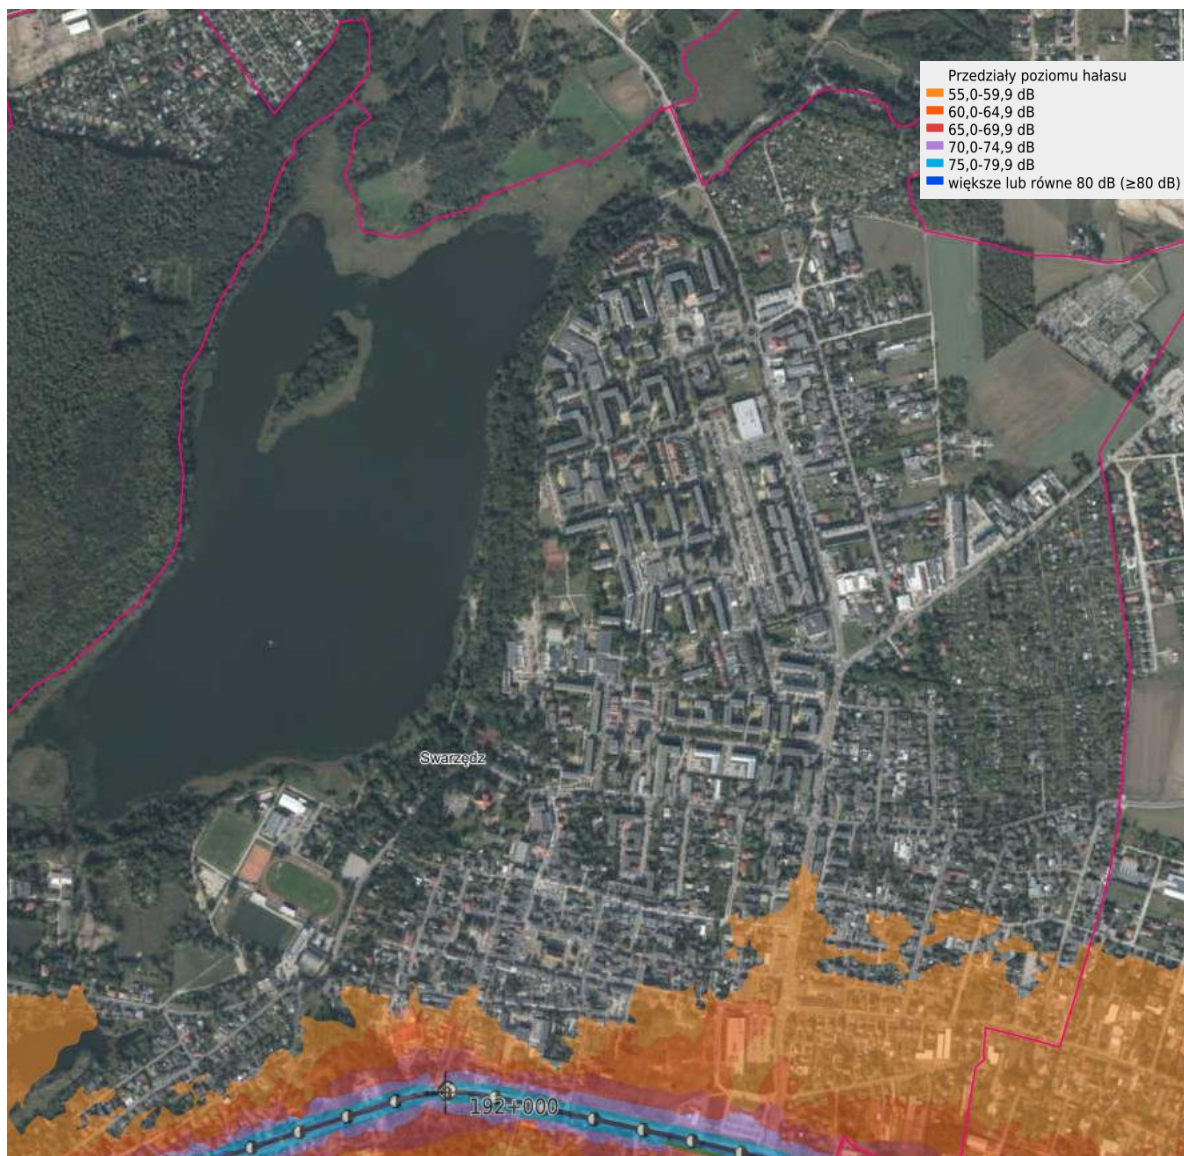 Przedziały poziomu hałasu
55,0-59,9 dB
60,0-64,9 dB
65,0-69,9 dB
70,0-74,9 dB
75,0-79,9 dB
większe lub równe 80 dB (≥80 dB)
Swarzędz
192+000